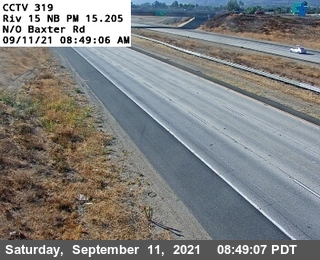 CCTV 319
Riv 15 NB PM 15.205
N/O Baxter Rd
09/11/21 08:49:06 AM
Saturday, September 11, 2021 08:49:07 PDT